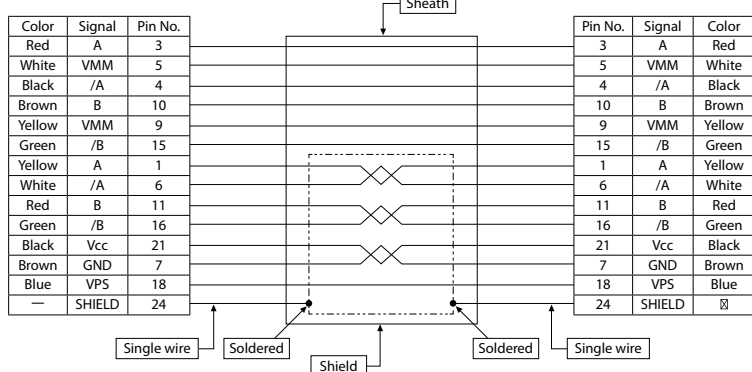 Sheath
Color Signal Pin No. Pin No. Signal Color
Red A 3 3 A Red
White VMM 5 5 VMM White
Black /A 4 4 /A Black
Brown B 10 10 B Brown
Yellow VMM 9 9 VMM Yellow
Green /B 15 15 /B Green
Yellow A 1 1 A Yellow
White /A 6 6 /A White
Red B 11 11 B Red
Green /B 16 16 /B Green
Black Vcc 21 21 Vcc Black
Brown GND 7 7 GND Brown
Blue VPS 18 18 VPS Blue
— SHIELD 24 24 SHIELD
Single wire Soldered Soldered Single wire
Shield